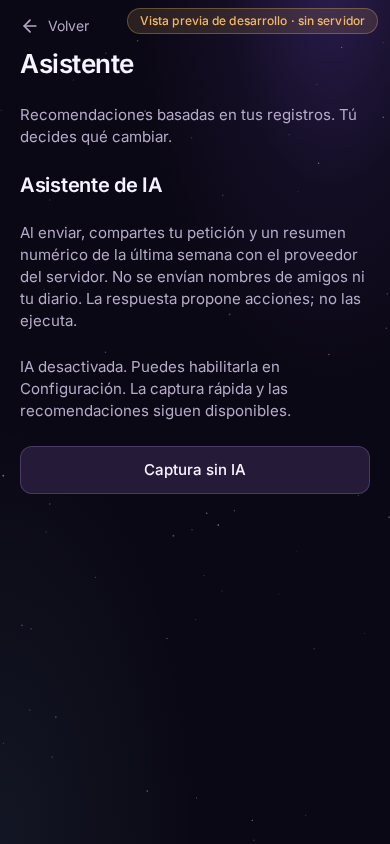 Volver
Vista previa de desarrollo · sin servidor
Asistente
Recomendaciones basadas en tus registros. Tú
decides qué cambiar.
Asistente de IA
Al enviar, compartes tu petición y un resumen
numérico de la última semana con el proveedor
del servidor. No se envían nombres de amigos ni
tu diario. La respuesta propone acciones; no las
ejecuta.
IA desactivada. Puedes habilitarla en
Configuración. La captura rápida y las
recomendaciones siguen disponibles.
Captura sin IA